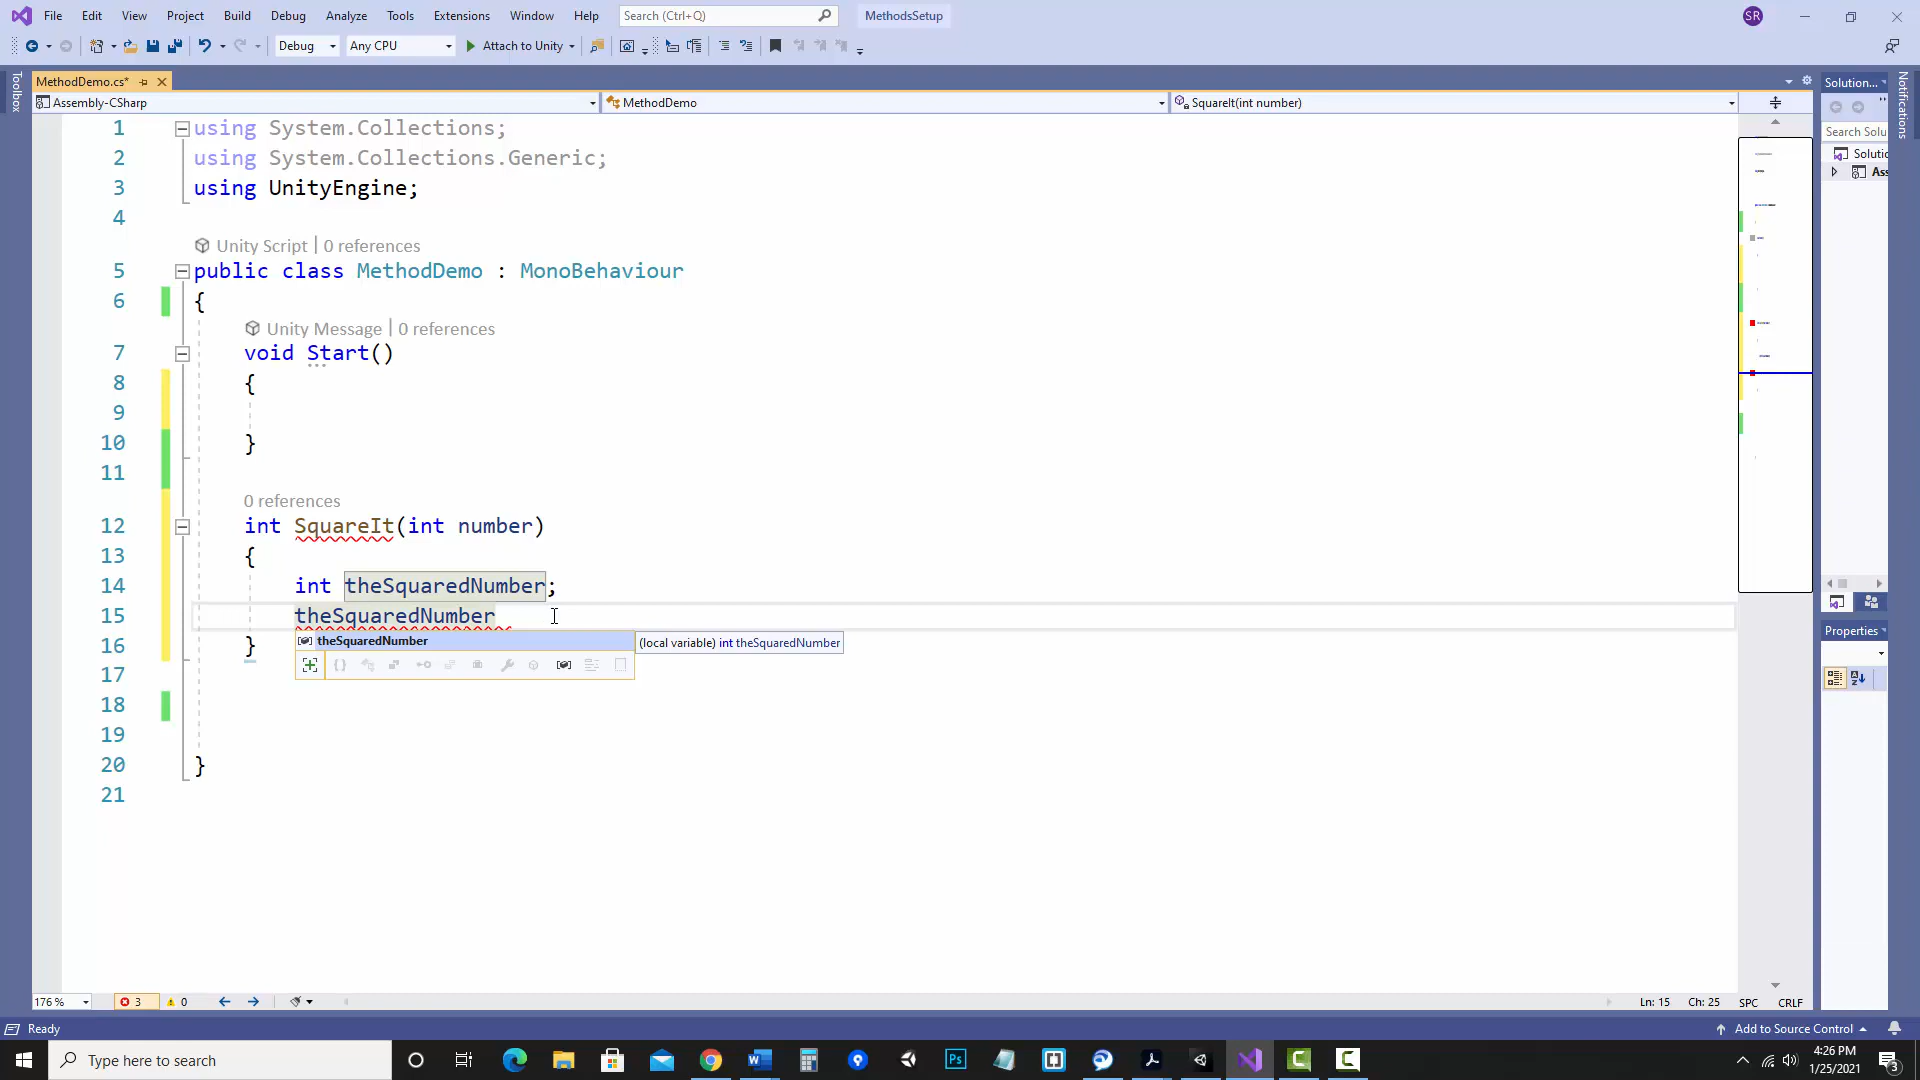 File Edit View Project Build Debug Analyze Tools Extensions Window Help Search (Ctrl+Q) MethodsSetup SR
Debug Any CPU Attach to Unity
Toolbox
MethodDemo.cs*
Assembly-CSharp MethodDemo SquareIt(int number)
1 using System.Collections;
2 using System.Collections.Generic;
3 using UnityEngine;
4
Unity Script | 0 references
5 public class MethodDemo : MonoBehaviour
6 {
Unity Message | 0 references
7 void Start()
8 {
9
10 }
11
0 references
12 int SquareIt(int number)
13 {
14 int theSquaredNumber;
15 theSquaredNumber
theSquaredNumber (local variable) int theSquaredNumber
16 }
17
18
19
20 }
21
Solution...
Search Solu
Solutio
Ass
Properties
Notifications
176 % 3 0 Ln: 15 Ch: 25 SPC CRLF
Ready Add to Source Control
Type here to search Ps 4:26 PM
1/25/2021 3